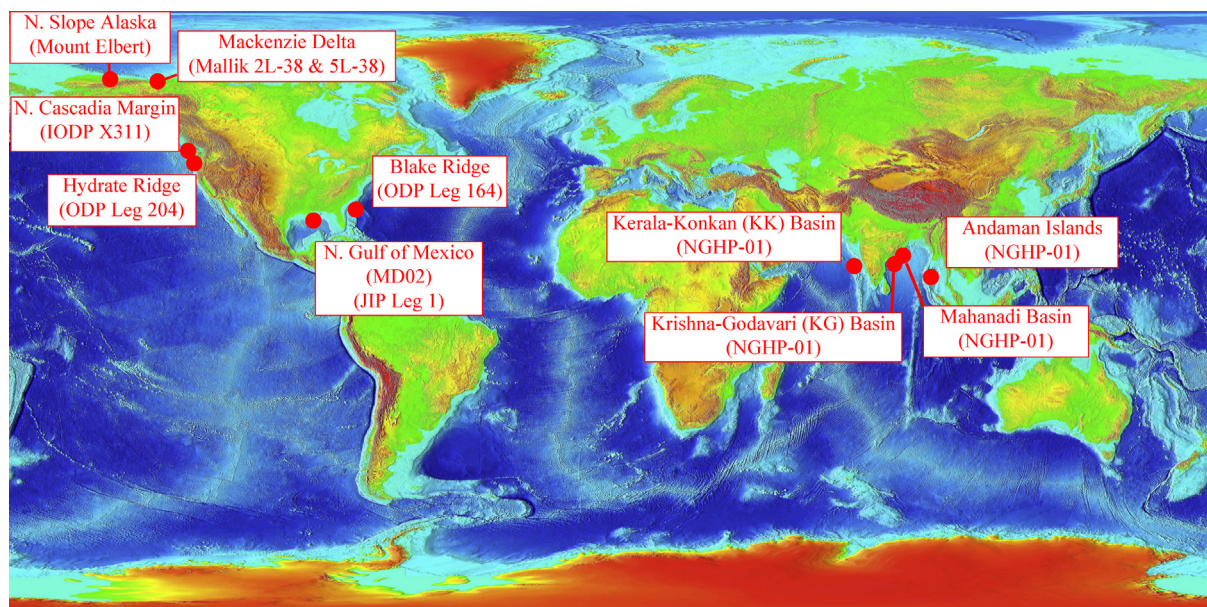 N. Slope Alaska
(Mount Elbert)
Mackenzie Delta
(Mallik 2L-38 & 5L-38)
N. Cascadia Margin
(IODP X311)
Hydrate Ridge
(ODP Leg 204)
Blake Ridge
(ODP Leg 164)
N. Gulf of Mexico
(MD02)
(JIP Leg 1)
Kerala-Konkan (KK) Basin
(NGHP-01)
Andaman Islands
(NGHP-01)
Krishna-Godavari (KG) Basin
(NGHP-01)
Mahanadi Basin
(NGHP-01)